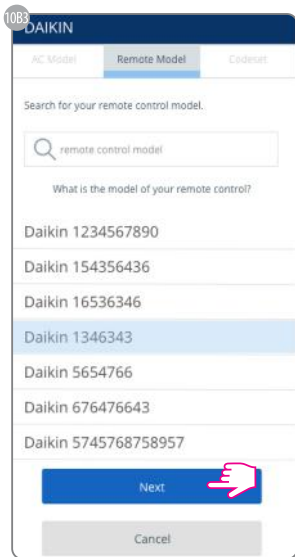 10B3
DAIKIN
AC Model Remote Model Codeset
Search for your remote control model.
remote control model
What is the model of your remote control?
Daikin 1234567890
Daikin 154356436
Daikin 16536346
Daikin 1346343
Daikin 5654766
Daikin 676476643
Daikin 5745768758957
Next
Cancel